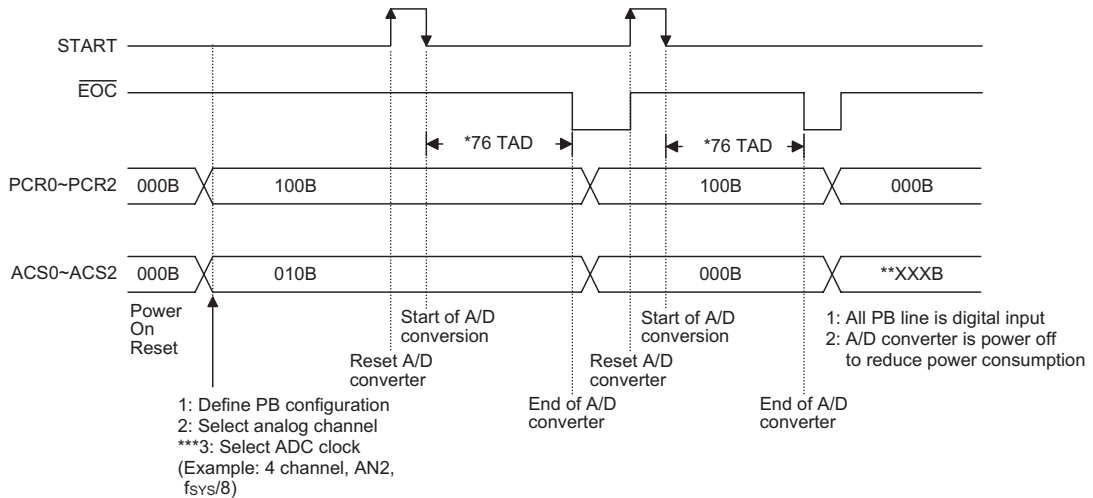 START
EOC
*76 TAD
*76 TAD
PCR0~PCR2
000B
100B
100B
000B
ACS0~ACS2
000B
010B
000B
**XXXB
Power
On
Reset
Start of A/D
conversion
Start of A/D
conversion
1: All PB line is digital input
2: A/D converter is power off
to reduce power consumption
Reset A/D
converter
Reset A/D
converter
1: Define PB configuration
2: Select analog channel
***3: Select ADC clock
(Example: 4 channel, AN2,
fSYS/8)
End of A/D
converter
End of A/D
converter